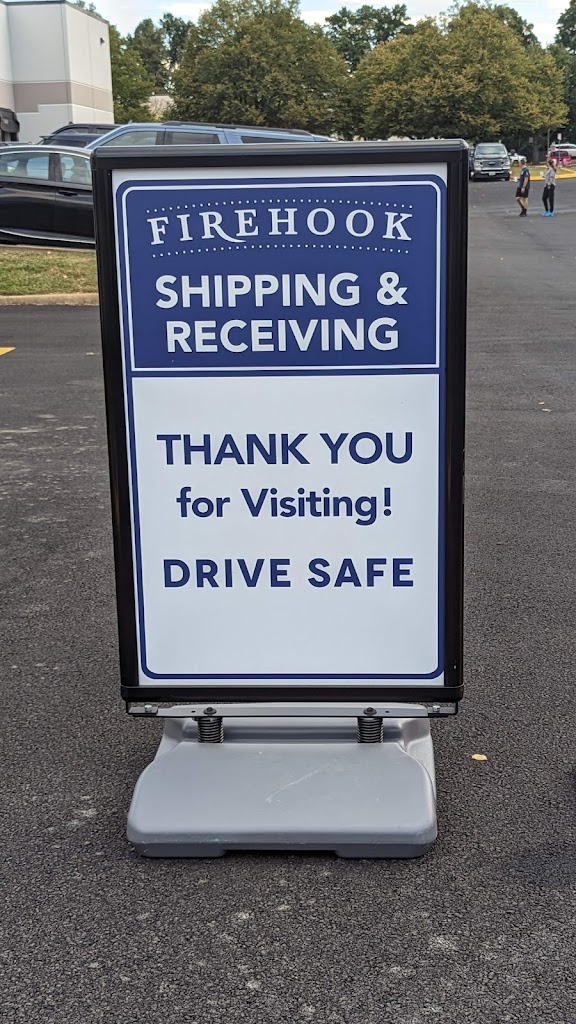 FIREHOOK
SHIPPING &
RECEIVING
THANK YOU
for Visiting!
DRIVE SAFE